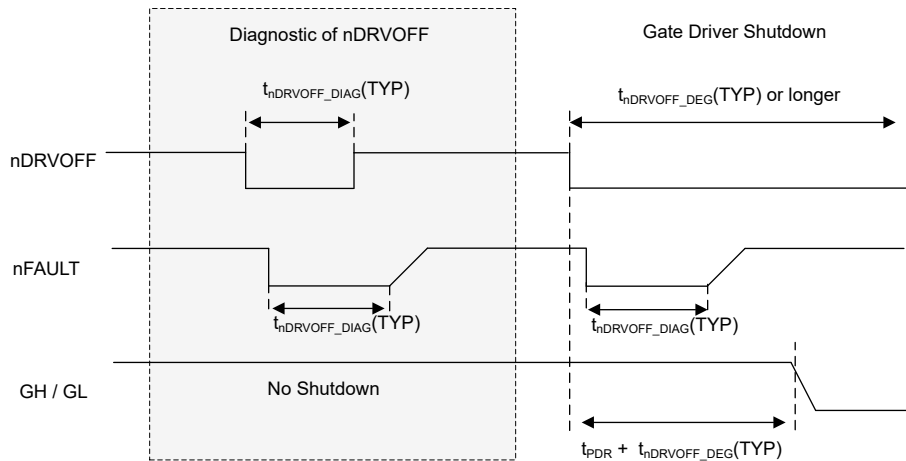 Diagnostic of nDRVOFF
Gate Driver Shutdown
tnDRVOFF_DIAG(TYP)
tnDRVOFF_DEG(TYP) or longer
nDRVOFF
nFAULT
tnDRVOFF_DIAG(TYP)
tnDRVOFF_DIAG(TYP)
GH / GL
No Shutdown
tPDR + tnDRVOFF_DEG(TYP)